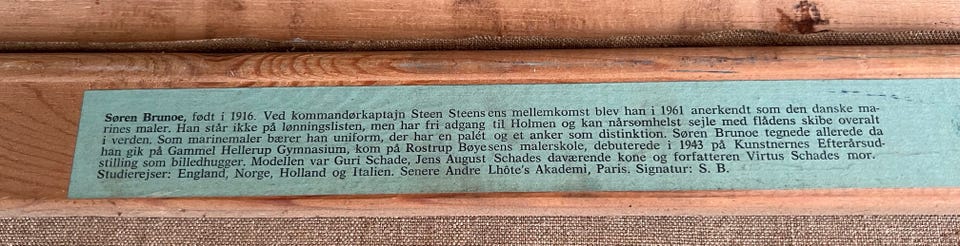 Søren Brunoe, født i 1916. Ved kommandørkaptajn Steen Steensens mellemkomst blev han i 1961 anerkendt som den danske ma-
rines maler. Han står ikke på lønningslisten, men har fri adgang til Holmen og kan nårsomhelst sejle med flådens skibe overalt
i verden. Som marinemaler bærer han uniform, der har en palet og et anker som distinktion. Søren Brunoe tegnede allerede da
han gik på Gammel Hellerup Gymnasium, kom på Rostrup Bøyesens malerskole, debuterede i 1943 på Kunstnernes Efterårsud-
stilling som billedhugger. Modellen var Guri Schade, Jens August Schades daværende kone og forfatteren Virtus Schades mor.
Studierejser: England, Norge, Holland og Italien. Senere Andre Lhôte's Akademi, Paris. Signatur: S. B.